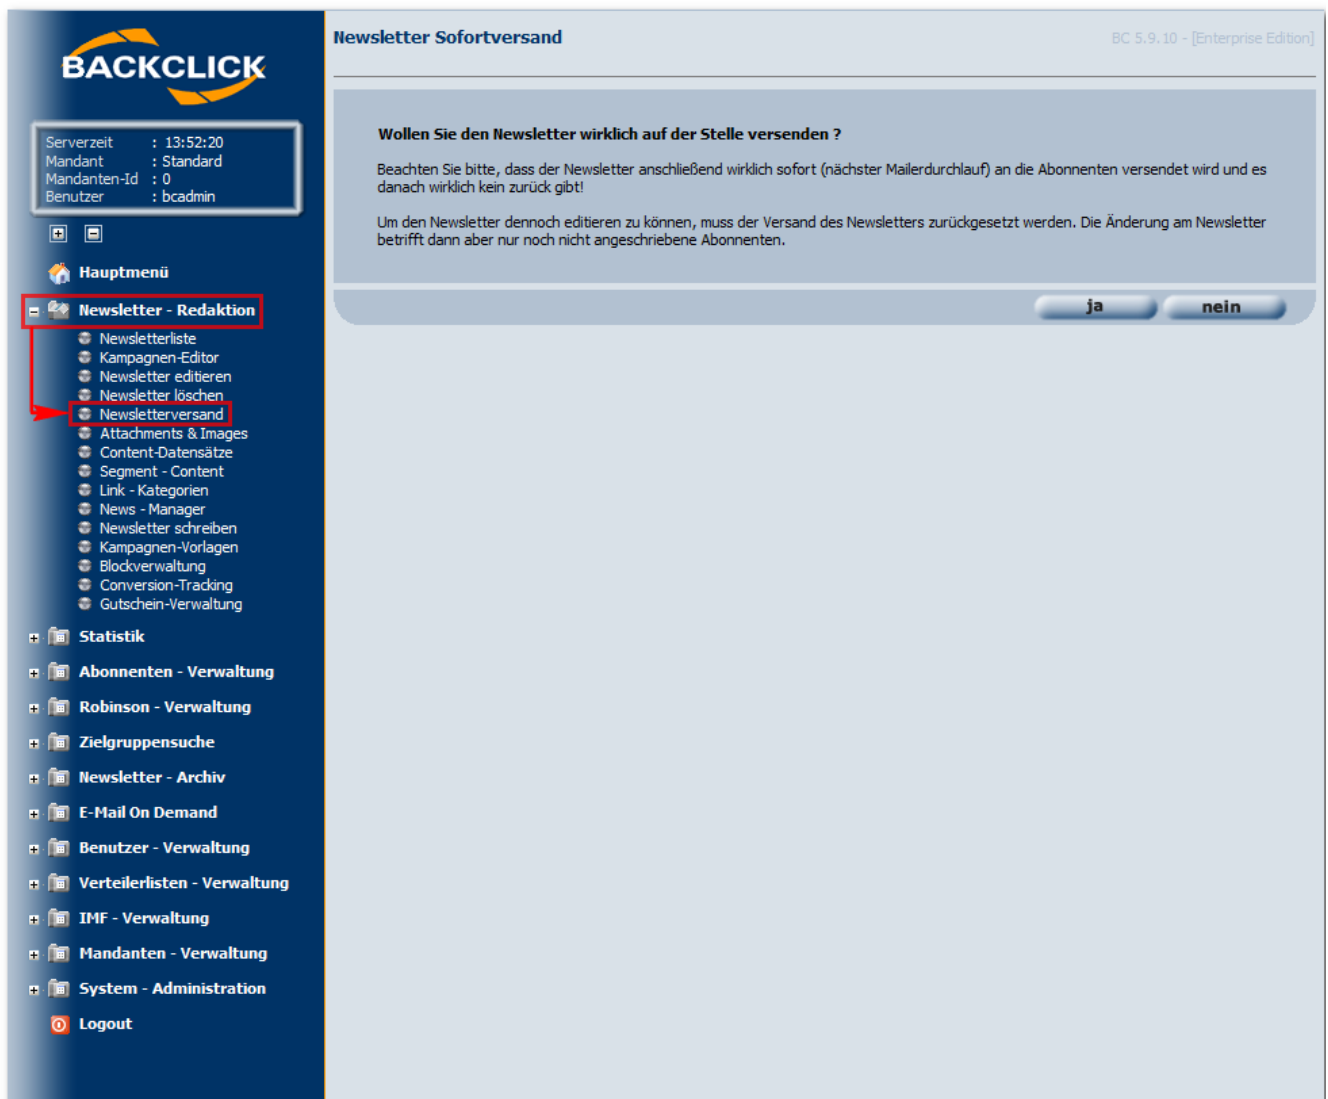 BACKCLICK
Serverzeit : 13:52:20
Mandant : Standard
Mandanten-Id : 0
Benutzer : bcadmin
Hauptmenü
Newsletter - Redaktion
Newsletterliste
Kampagnen-Editor
Newsletter editieren
Newsletter löschen
Newsletterversand
Attachments & Images
Content-Datensätze
Segment - Content
Link - Kategorien
News - Manager
Newsletter schreiben
Kampagnen-Vorlagen
Blockverwaltung
Conversion-Tracking
Gutschein-Verwaltung
Statistik
Abonnenten - Verwaltung
Robinson - Verwaltung
Zielgruppensuche
Newsletter - Archiv
E-Mail On Demand
Benutzer - Verwaltung
Verteilerlisten - Verwaltung
IMF - Verwaltung
Mandanten - Verwaltung
System - Administration
Logout
Newsletter Sofortversand
BC 5.9.10 - [Enterprise Edition]
Wollen Sie den Newsletter wirklich auf der Stelle versenden ?
Beachten Sie bitte, dass der Newsletter anschließend wirklich sofort (nächster Mailerdurchlauf) an die Abonnenten versendet wird und es
danach wirklich kein zurück gibt!
Um den Newsletter dennoch editieren zu können, muss der Versand des Newsletters zurückgesetzt werden. Die Änderung am Newsletter
betrifft dann aber nur noch nicht angeschriebene Abonnenten.
ja nein